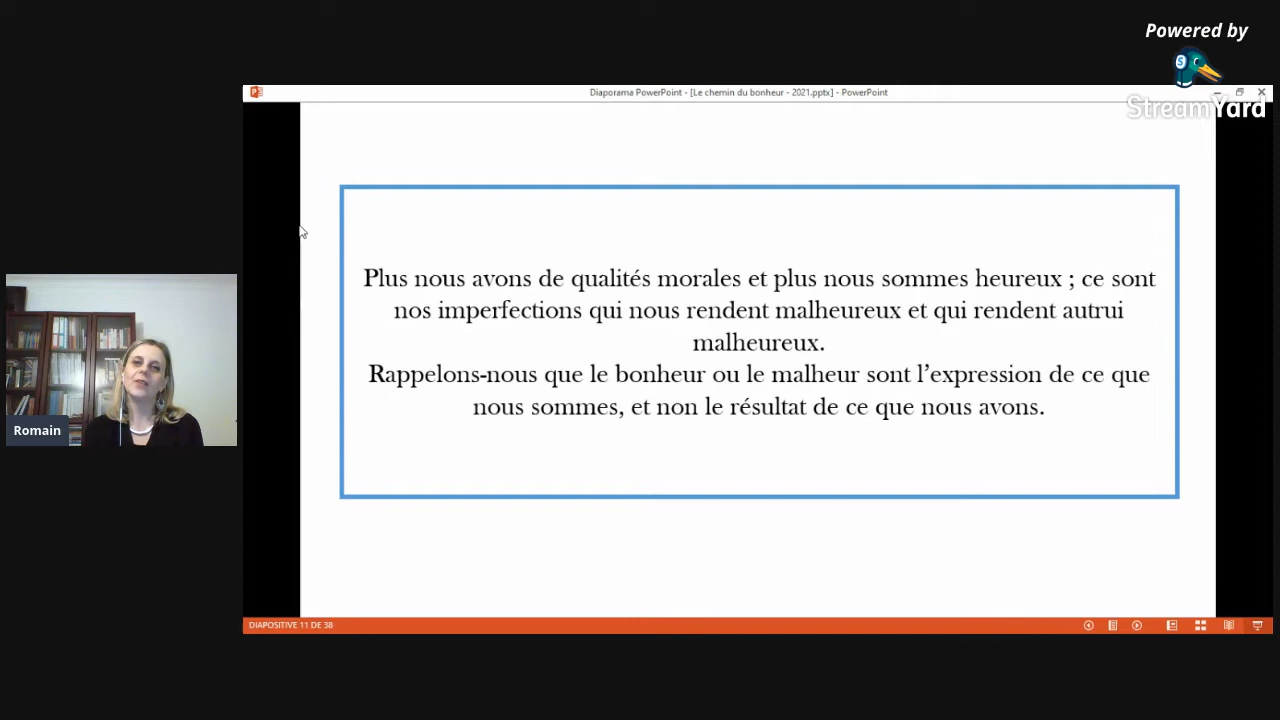 Powered by
StreamYard
Diaporama PowerPoint - [Le chemin du bonheur - 2021.pptx] - PowerPoint
Plus nous avons de qualités morales et plus nous sommes heureux ; ce sont
nos imperfections qui nous rendent malheureux et qui rendent autrui
malheureux.
Rappelons-nous que le bonheur ou le malheur sont l’expression de ce que
nous sommes, et non le résultat de ce que nous avons.
Romain
DIAPOSITIVE 11 DE 38